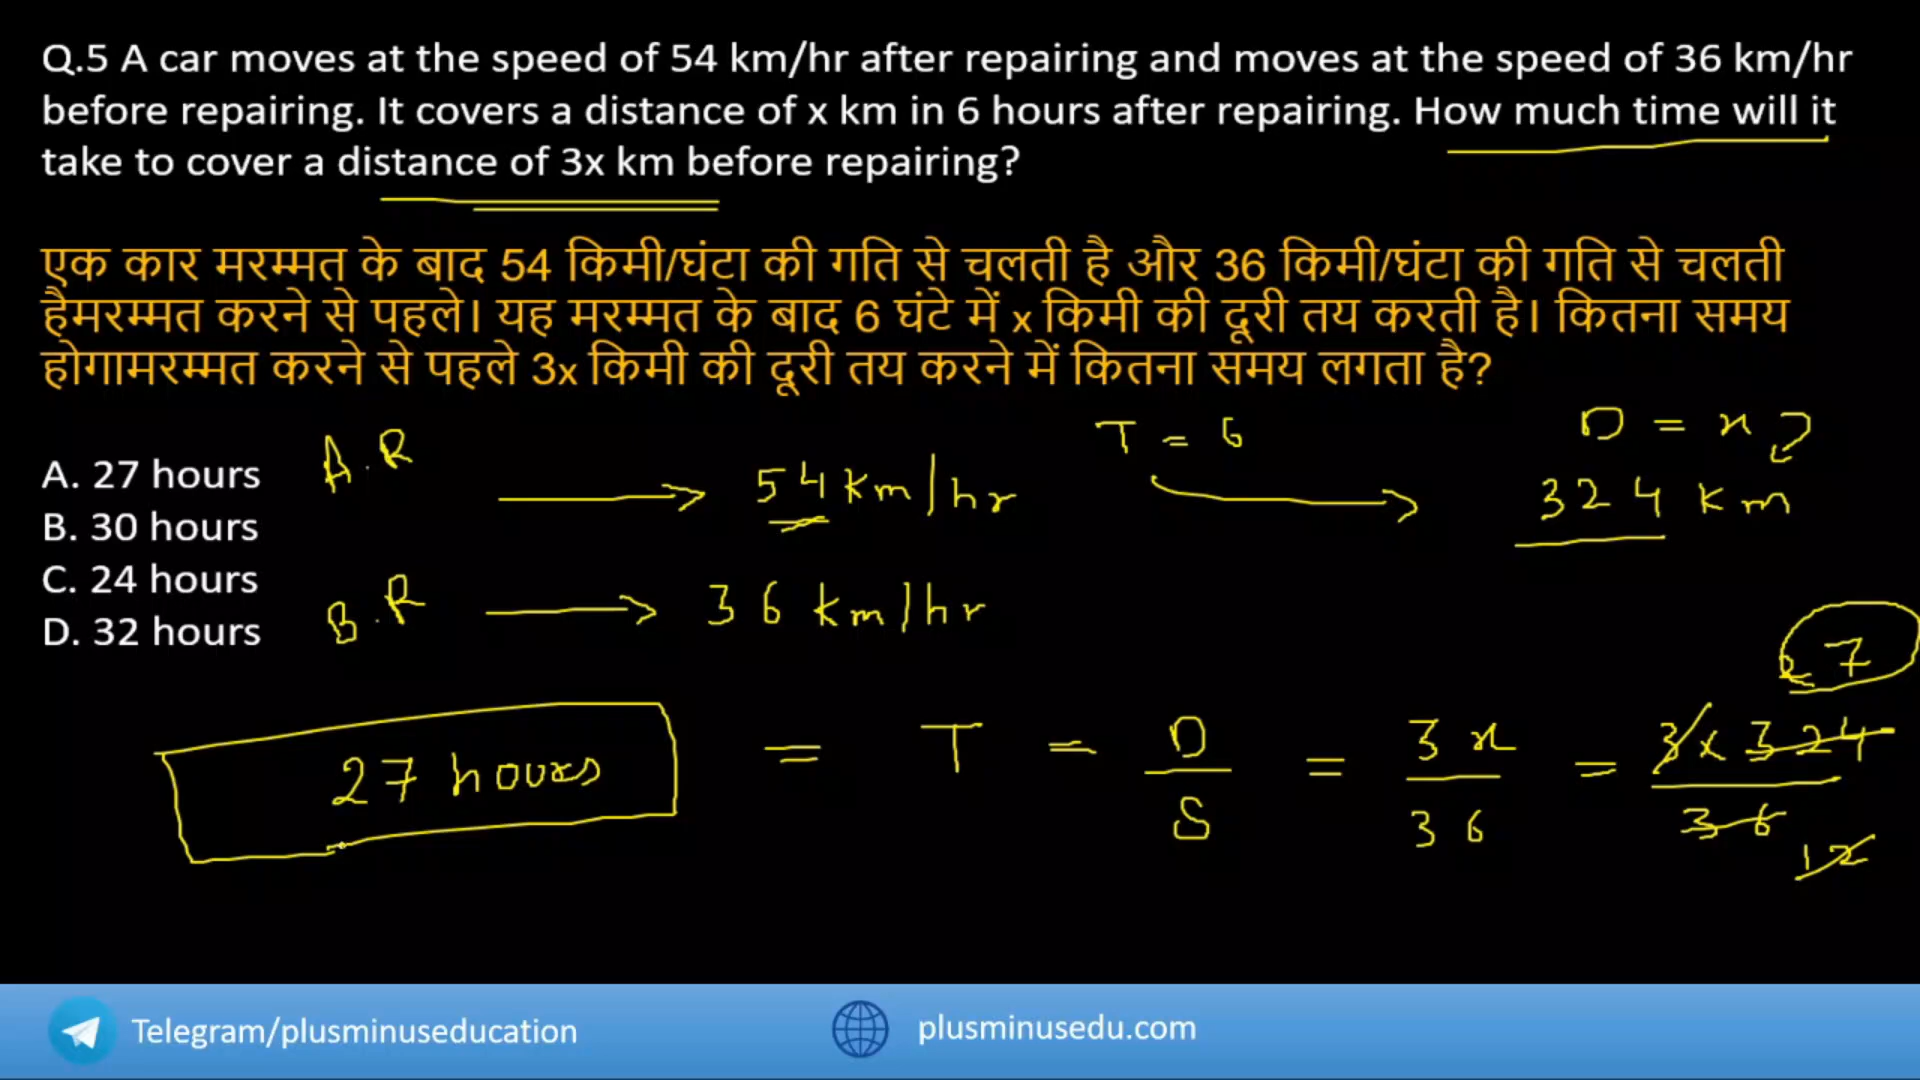 Q.5 A car moves at the speed of 54 km/hr after repairing and moves at the speed of 36 km/hr
before repairing. It covers a distance of x km in 6 hours after repairing. How much time will it
take to cover a distance of 3x km before repairing?
एक कार मरम्मत के बाद 54 किमी/घंटा की गति से चलती है और 36 किमी/घंटा की गति से चलती
हैमरम्मत करने से पहले। यह मरम्मत के बाद 6 घंटे में x किमी की दूरी तय करती है। कितना समय
होगामरम्मत करने से पहले 3x किमी की दूरी तय करने में कितना समय लगता है?
A. 27 hours
B. 30 hours
C. 24 hours
D. 32 hours
A.R → 54 km/hr T = 6 → D = x
324 km
B.R → 36 km/hr
27 hours = T = D/S = 3x/36 = 3 x 324/36
12
27
Telegram/plusminuseducation
plusminusedu.com